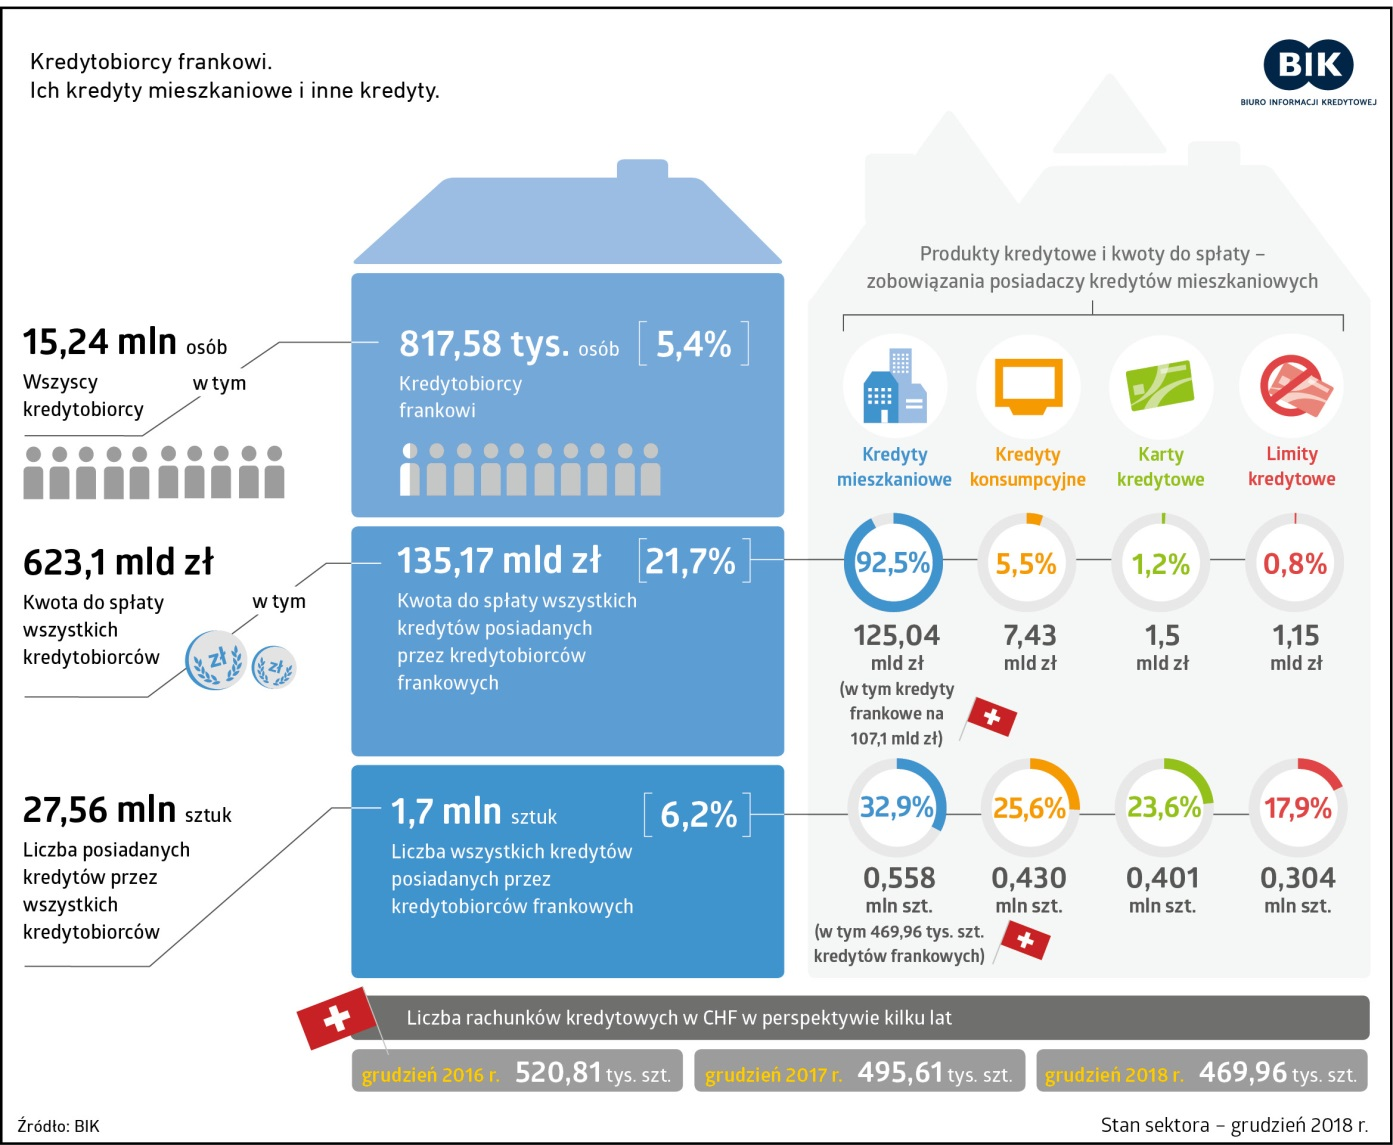 Kredytobiorcy frankowi.
Ich kredyty mieszkaniowe i inne kredyty.
BIK
BIURO INFORMACJI KREDYTOWEJ
15,24 mln osób
Wszyscy
kredytobiorcy
w tym
817,58 tys. osób [5,4%]
Kredytobiorcy
frankowi
623,1 mld zł
Kwota do spłaty
wszystkich
kredytobiorców
w tym
zł
zł
135,17 mld zł [21,7%]
Kwota do spłaty wszystkich
kredytów posiadanych
przez kredytobiorców
frankowych
27,56 mln sztuk
Liczba posiadanych
kredytów przez
wszystkich
kredytobiorców
1,7 mln sztuk [6,2%]
Liczba wszystkich kredytów
posiadanych przez
kredytobiorców frankowych
Produkty kredytowe i kwoty do spłaty –
zobowiązania posiadaczy kredytów mieszkaniowych
Kredyty
mieszkaniowe
Kredyty
konsumpcyjne
Karty
kredytowe
Limity
kredytowe
92,5% 5,5% 1,2% 0,8%
125,04
mld zł
(w tym kredyty
frankowe na
107,1 mld zł)
7,43
mld zł
1,5
mld zł
1,15
mld zł
32,9% 25,6% 23,6% 17,9%
0,558
mln szt.
(w tym 469,96 tys. szt.
kredytów frankowych)
0,430
mln szt.
0,401
mln szt.
0,304
mln szt.
Liczba rachunków kredytowych w CHF w perspektywie kilku lat
grudzień 2016 r. 520,81 tys. szt.
grudzień 2017 r. 495,61 tys. szt.
grudzień 2018 r. 469,96 tys. szt.
Źródło: BIK
Stan sektora – grudzień 2018 r.